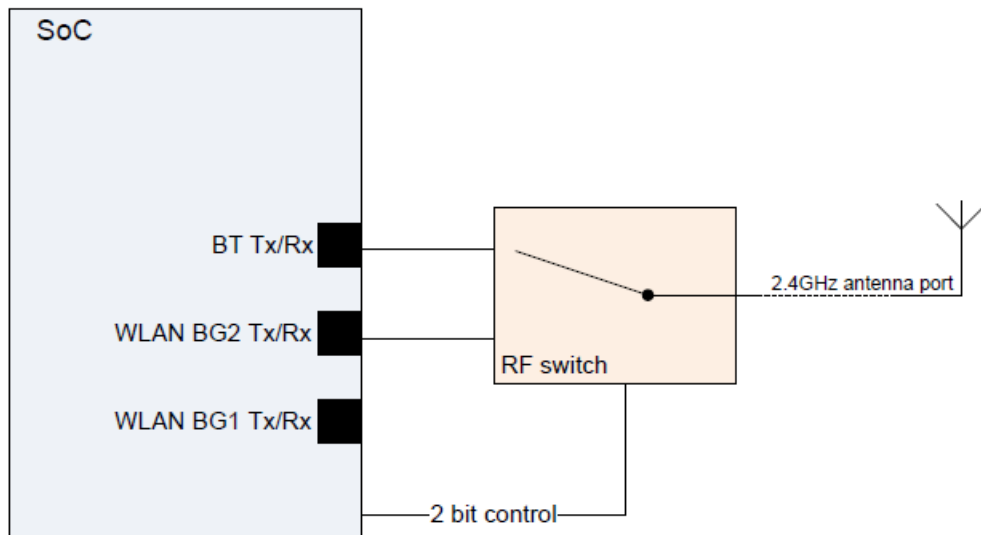 SoC
BT Tx/Rx
2.4GHz antenna port
WLAN BG2 Tx/Rx
RF switch
WLAN BG1 Tx/Rx
2 bit control